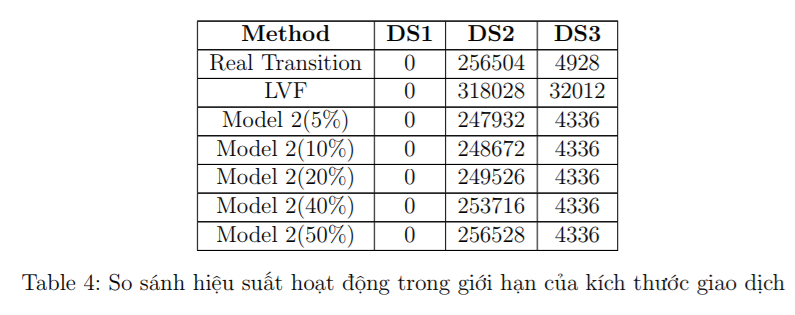 Method DS1 DS2 DS3
Real Transition 0 256504 4928
LVF 0 318028 32012
Model 2(5%) 0 247932 4336
Model 2(10%) 0 248672 4336
Model 2(20%) 0 249526 4336
Model 2(40%) 0 253716 4336
Model 2(50%) 0 256528 4336
Table 4: So sánh hiệu suất hoạt động trong giới hạn của kích thước giao dịch